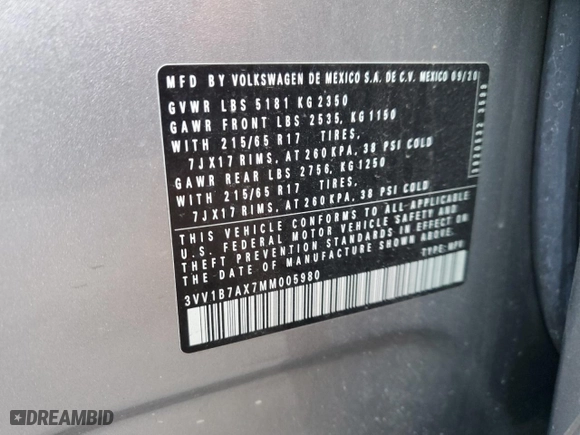 MFD BY VOLKSWAGEN DE MEXICO S.A. DE C.V. MEXICO 09/20
GVWR LBS 5181 KG 2350
GAWR FRONT LBS 2535, KG 1150
WITH 215/65 R17 TIRES,
7JX17 RIMS, AT 260 KPA, 38 PSI COLD
GAWR REAR LBS 2756, KG 1250
WITH 215/65 R17 TIRES,
7JX17 RIMS, AT 260 KPA, 38 PSI COLD
THIS VEHICLE CONFORMS TO ALL APPLICABLE
U.S. FEDERAL MOTOR VEHICLE SAFETY AND
THEFT PREVENTION STANDARDS IN EFFECT ON
THE DATE OF MANUFACTURE SHOWN ABOVE.
3VV1B7AX7MM005980 TYPE: MPV
DREAMBID